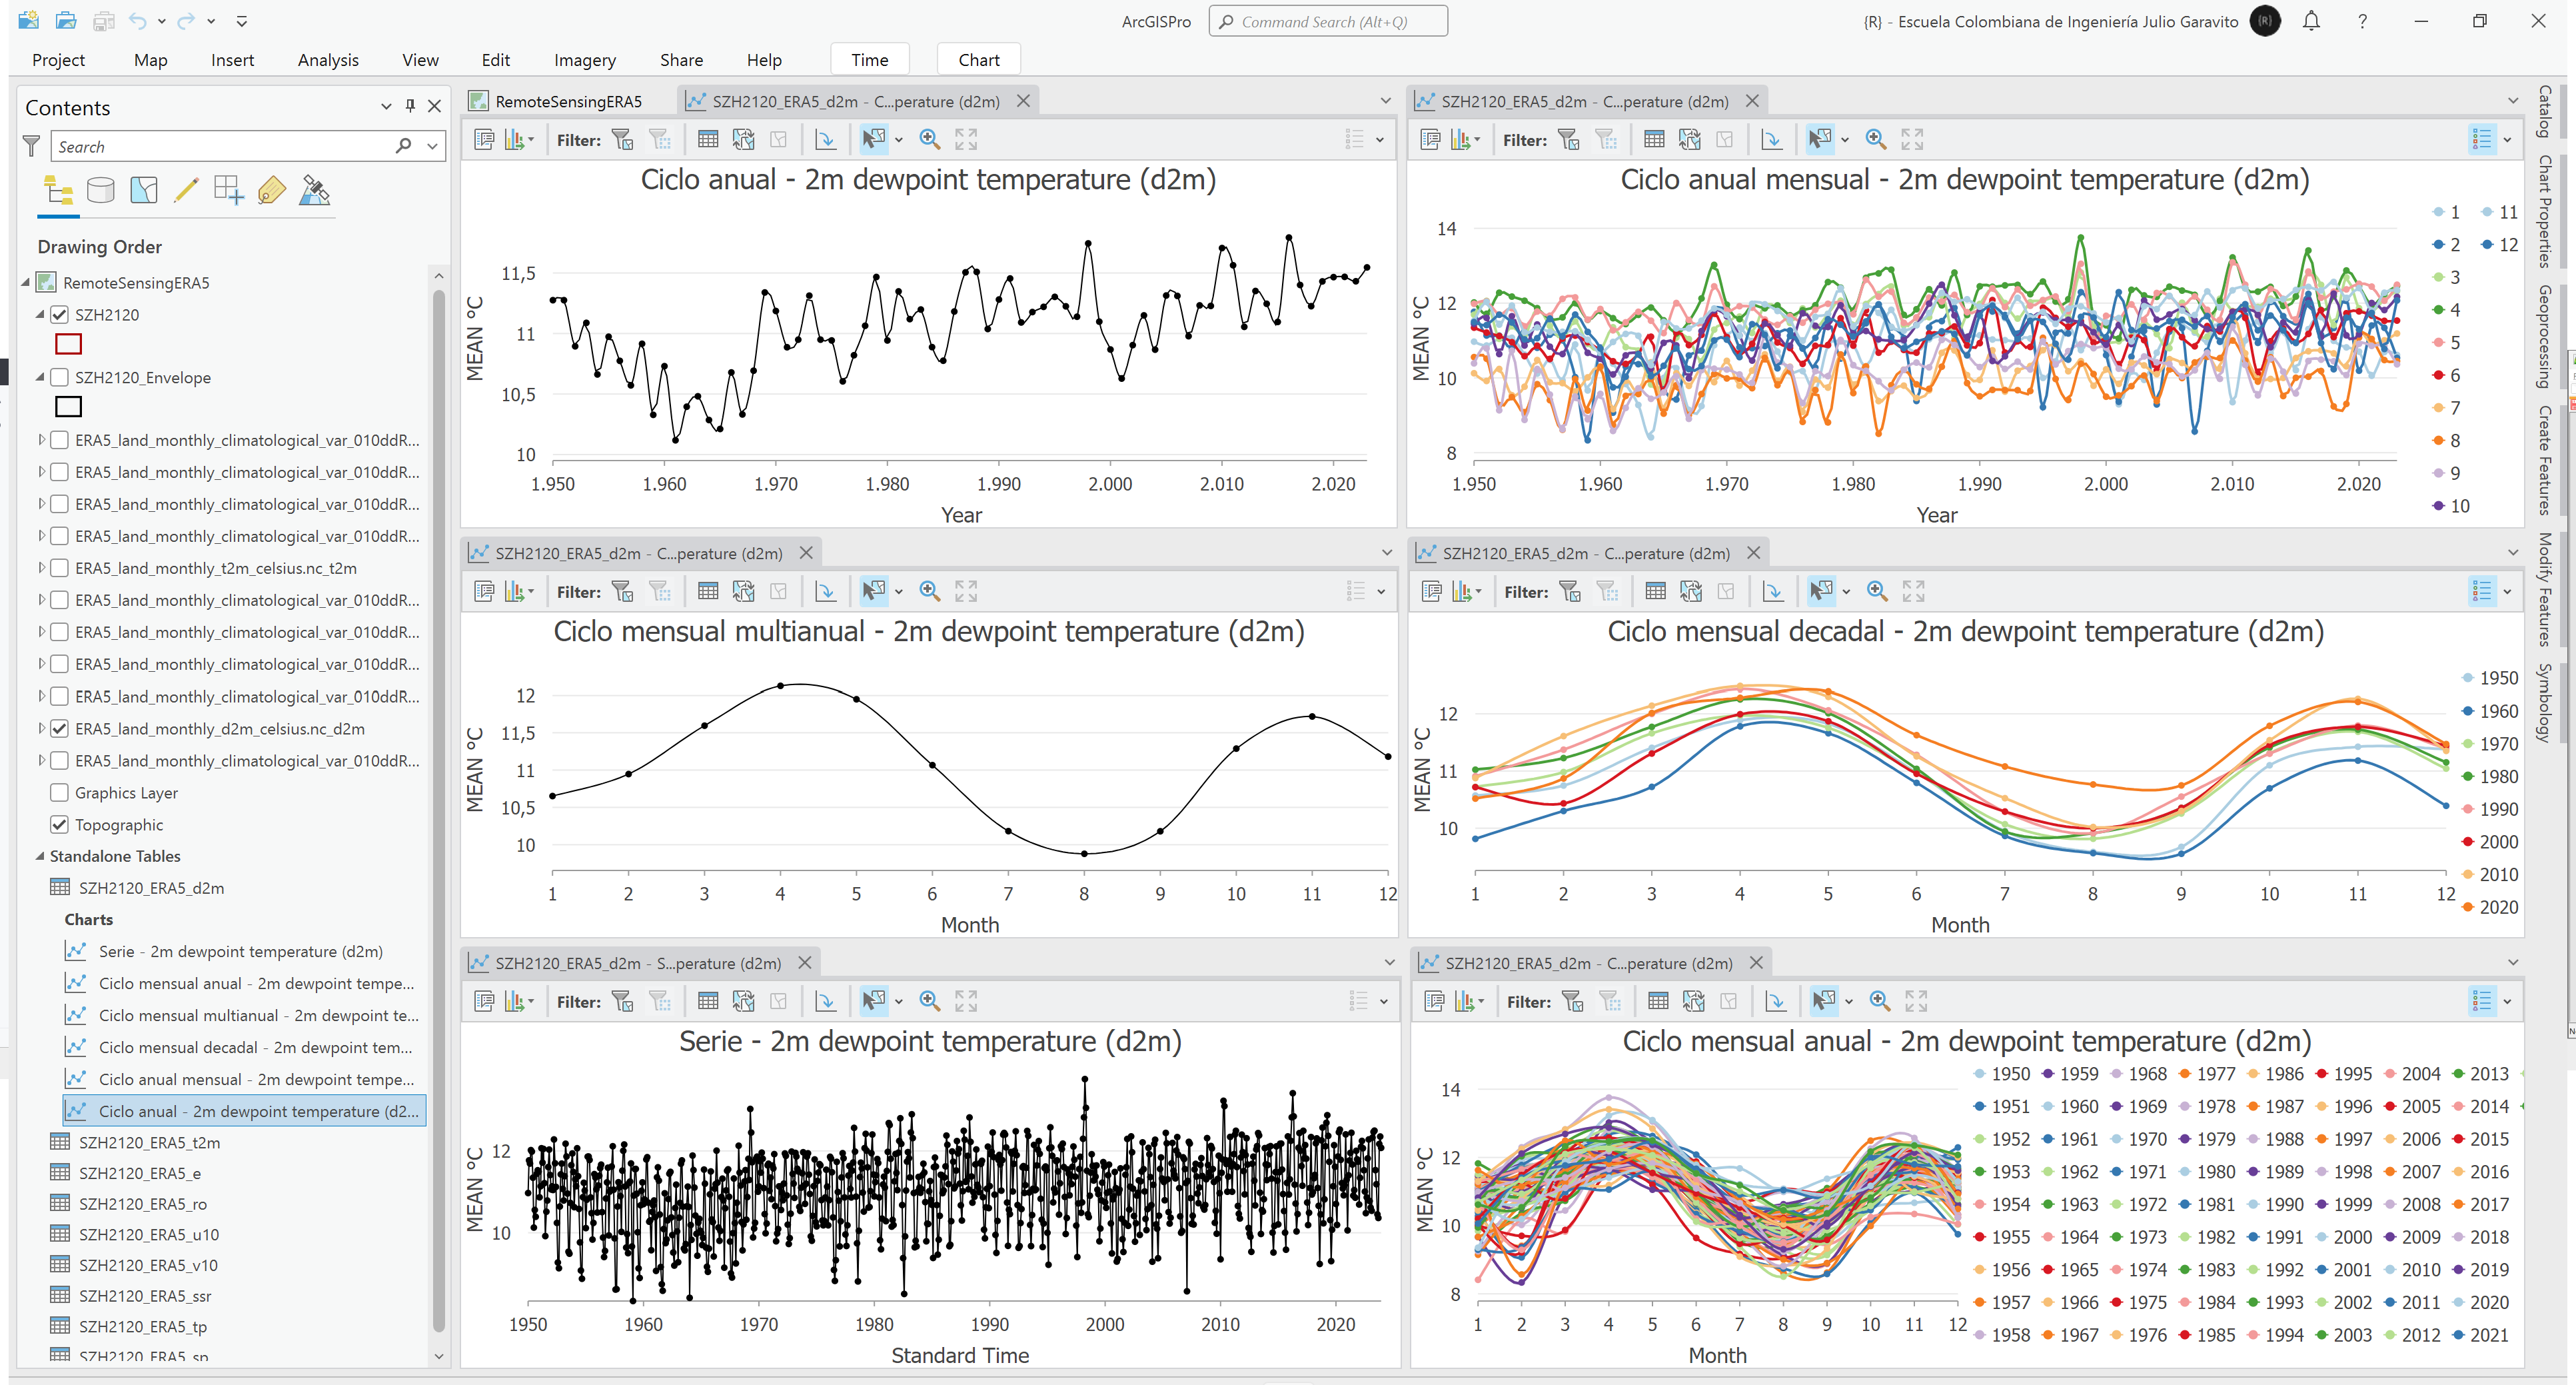 ArcGISPro
Command Search (Alt+Q)
{R} - Escuela Colombiana de Ingeniería Julio Garavito
{R}
?
Project Map Insert Analysis View Edit Imagery Share Help Time Chart
Contents
Search
Drawing Order
RemoteSensingERA5
SZH2120
SZH2120_Envelope
ERA5_land_monthly_climatological_var_010ddR...
ERA5_land_monthly_climatological_var_010ddR...
ERA5_land_monthly_climatological_var_010ddR...
ERA5_land_monthly_climatological_var_010ddR...
ERA5_land_monthly_t2m_celsius.nc_t2m
ERA5_land_monthly_climatological_var_010ddR...
ERA5_land_monthly_climatological_var_010ddR...
ERA5_land_monthly_climatological_var_010ddR...
ERA5_land_monthly_climatological_var_010ddR...
ERA5_land_monthly_d2m_celsius.nc_d2m
ERA5_land_monthly_climatological_var_010ddR...
Graphics Layer
Topographic
Standalone Tables
SZH2120_ERA5_d2m
Charts
Serie - 2m dewpoint temperature (d2m)
Ciclo mensual anual - 2m dewpoint tempe...
Ciclo mensual multianual - 2m dewpoint te...
Ciclo mensual decadal - 2m dewpoint tem...
Ciclo anual mensual - 2m dewpoint tempe...
Ciclo anual - 2m dewpoint temperature (d2...
SZH2120_ERA5_t2m
SZH2120_ERA5_e
SZH2120_ERA5_ro
SZH2120_ERA5_u10
SZH2120_ERA5_v10
SZH2120_ERA5_ssr
SZH2120_ERA5_tp
SZH2120_ERA5_sp
RemoteSensingERA5
SZH2120_ERA5_d2m - C...perature (d2m)
Filter:
Ciclo anual - 2m dewpoint temperature (d2m)
MEAN °C
11,5
11
10,5
10
1.950 1.960 1.970 1.980 1.990 2.000 2.010 2.020
Year
SZH2120_ERA5_d2m - C...perature (d2m)
Filter:
Ciclo anual mensual - 2m dewpoint temperature (d2m)
MEAN °C
14
12
10
8
1.950 1.960 1.970 1.980 1.990 2.000 2.010 2.020
Year
1 11
2 12
3
4
5
6
7
8
9
10
SZH2120_ERA5_d2m - C...perature (d2m)
Filter:
Ciclo mensual multianual - 2m dewpoint temperature (d2m)
MEAN °C
12
11,5
11
10,5
10
1 2 3 4 5 6 7 8 9 10 11 12
Month
SZH2120_ERA5_d2m - C...perature (d2m)
Filter:
Ciclo mensual decadal - 2m dewpoint temperature (d2m)
MEAN °C
12
11
10
1 2 3 4 5 6 7 8 9 10 11 12
Month
1950
1960
1970
1980
1990
2000
2010
2020
SZH2120_ERA5_d2m - S...perature (d2m)
Filter:
Serie - 2m dewpoint temperature (d2m)
MEAN °C
12
10
1950 1960 1970 1980 1990 2000 2010 2020
Standard Time
SZH2120_ERA5_d2m - C...perature (d2m)
Filter:
Ciclo mensual anual - 2m dewpoint temperature (d2m)
MEAN °C
14
12
10
8
1 2 3 4 5 6 7 8 9 10 11 12
Month
1950 1959 1968 1977 1986 1995 2004 2013
1951 1960 1969 1978 1987 1996 2005 2014
1952 1961 1970 1979 1988 1997 2006 2015
1953 1962 1971 1980 1989 1998 2007 2016
1954 1963 1972 1981 1990 1999 2008 2017
1955 1964 1973 1982 1991 2000 2009 2018
1956 1965 1974 1983 1992 2001 2010 2019
1957 1966 1975 1984 1993 2002 2011 2020
1958 1967 1976 1985 1994 2003 2012 2021
Catalog
Chart Properties
Geoprocessing
Create Features
Modify Features
Symbology